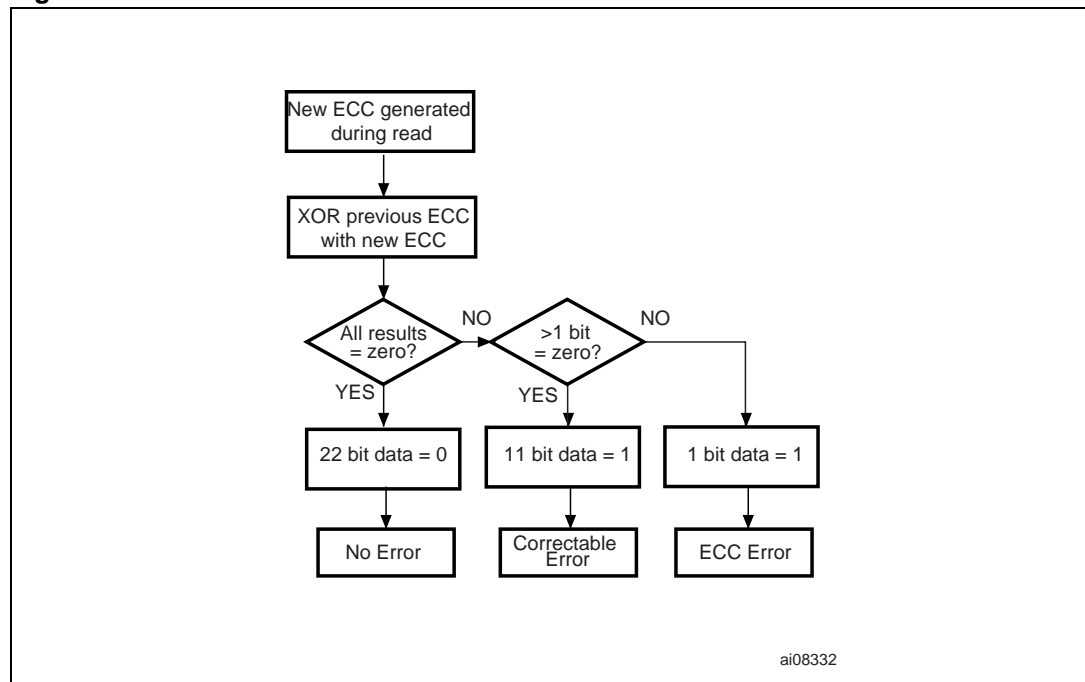 New ECC generated
during read
XOR previous ECC
with new ECC
All results
= zero?
NO
>1 bit
= zero?
NO
YES
YES
22 bit data = 0
11 bit data = 1
1 bit data = 1
No Error
Correctable
Error
ECC Error
ai08332